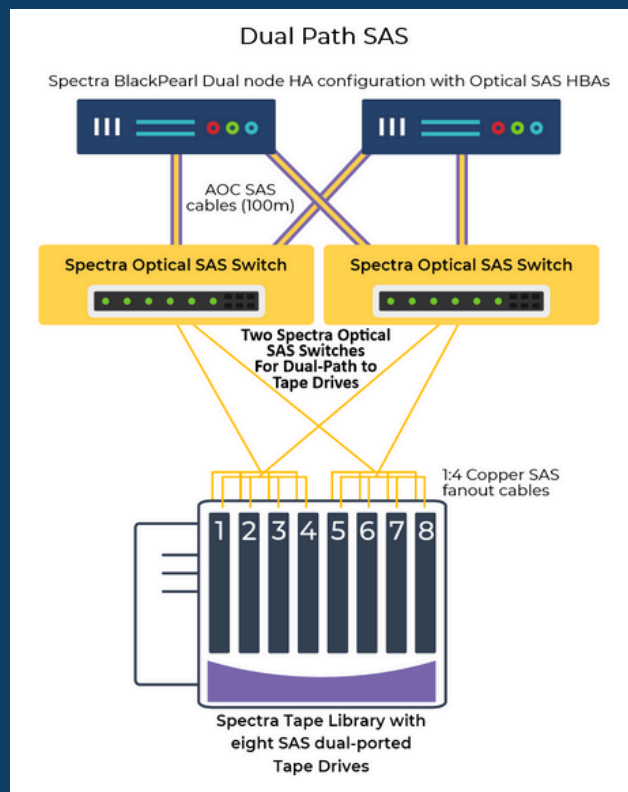 Dual Path SAS
Spectra BlackPearl Dual node HA configuration with Optical SAS HBAs
AOC SAS
cables (100m)
Spectra Optical SAS Switch
Spectra Optical SAS Switch
Two Spectra Optical
SAS Switches
For Dual-Path to
Tape Drives
1:4 Copper SAS
fanout cables
1 2 3 4 5 6 7 8
Spectra Tape Library with
eight SAS dual-ported
Tape Drives